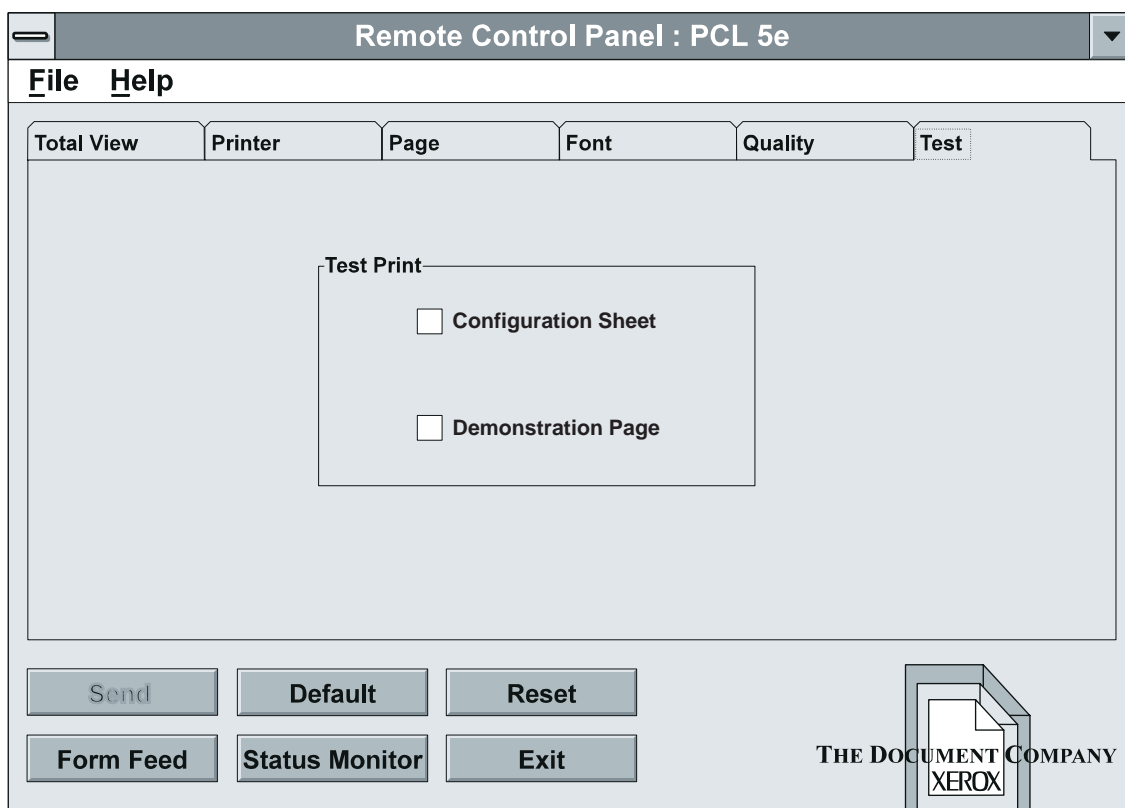 Remote Control Panel : PCL 5e
File Help
Total View Printer Page Font Quality Test
Test Print
Configuration Sheet
Demonstration Page
Send Default Reset
Form Feed Status Monitor Exit
THE DOCUMENT COMPANY
XEROX